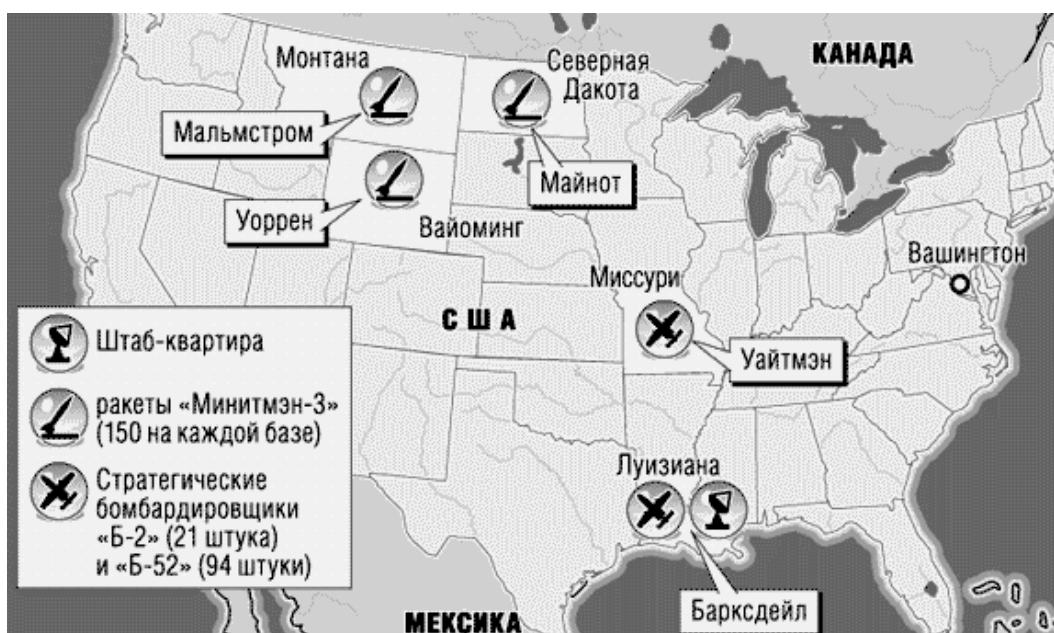 Монтана
Северная
Дакота
КАНАДА
Мальмстром
Майнот
Уоррен
Вайоминг
Вашингтон
Миссури
США
Уайтмэн
Штаб-квартира
ракеты «Минитмэн-3»
(150 на каждой базе)
Стратегические
бомбардировщики
«Б-2» (21 штука)
и «Б-52» (94 штуки)
Луизиана
Барксдейл
МЕКСИКА